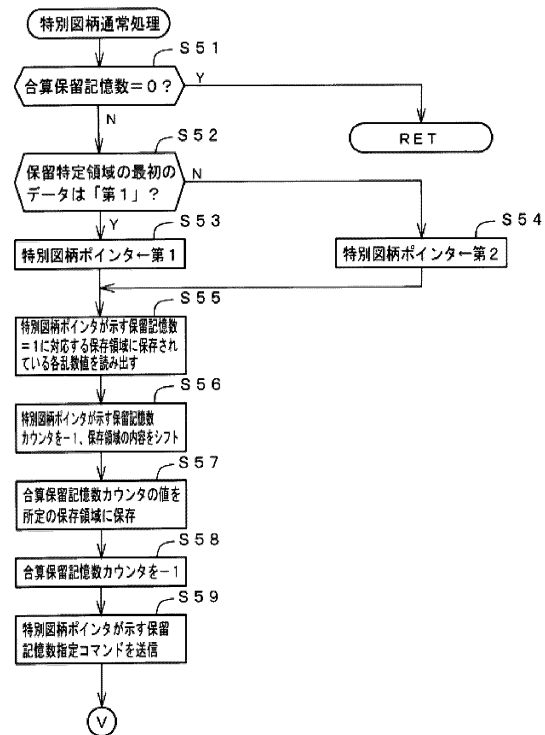 特別図柄通常処理
S51
合算保留記憶数=0?
Y
N
RET
S52
保留特定領域の最初の
データは「第1」?
N
Y
S53
特別図柄ポインタ←第1
S54
特別図柄ポインタ←第2
S55
特別図柄ポインタが示す保留記憶数
=1に対応する保存領域に保存され
ている各乱数値を読み出す
S56
特別図柄ポインタが示す保留記憶数
カウンタを-1、保存領域の内容をシフト
S57
合算保留記憶数カウンタの値を
所定の保存領域に保存
S58
合算保留記憶数カウンタを-1
S59
特別図柄ポインタが示す保留
記憶数指定コマンドを送信
V